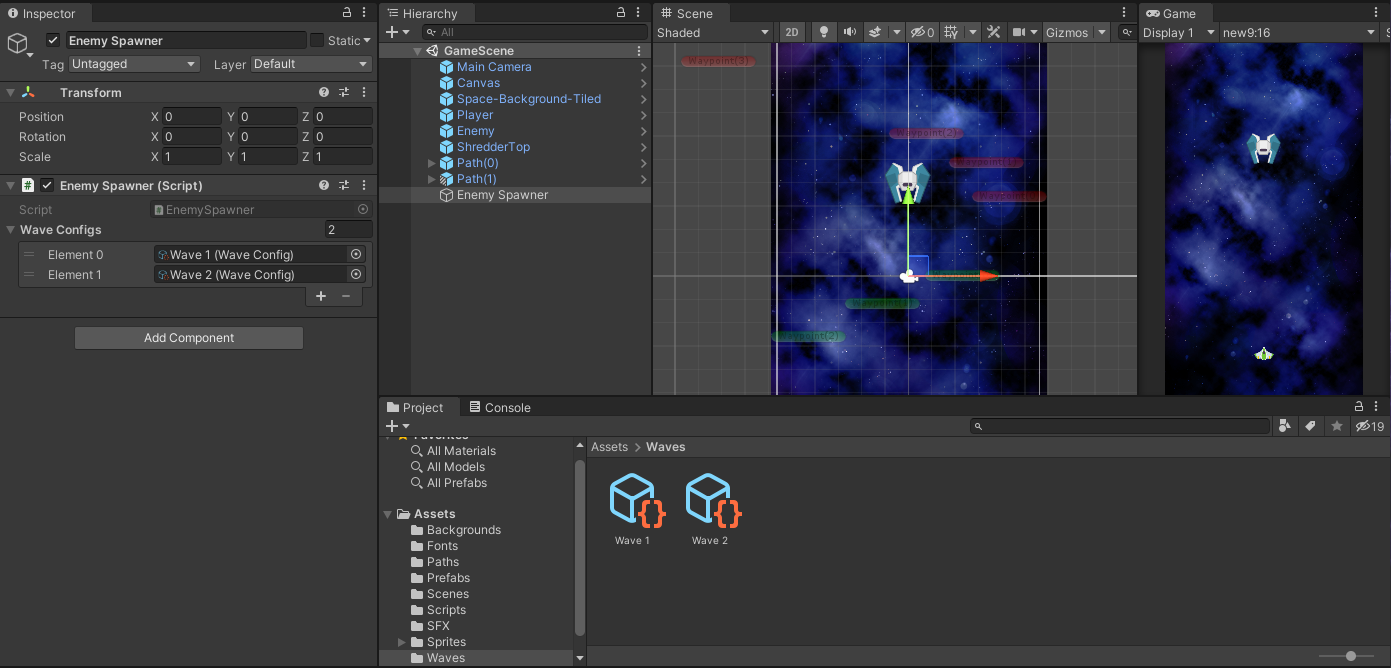 Inspector
Enemy Spawner Static
Tag Untagged Layer Default
Transform
Position X 0 Y 0 Z 0
Rotation X 0 Y 0 Z 0
Scale X 1 Y 1 Z 1
Enemy Spawner (Script)
Script EnemySpawner
Wave Configs 2
Element 0 Wave 1 (Wave Config)
Element 1 Wave 2 (Wave Config)
+ −
Add Component
Hierarchy
All
GameScene
Main Camera
Canvas
Space-Background-Tiled
Player
Enemy
ShredderTop
Path(0)
Path(1)
Enemy Spawner
Scene
Shaded 2D 0 Gizmos
Waypoint(3)
Waypoint(2)
Waypoint(2)
Game
Display 1 new9:16
Project Console
19
Favorites
All Materials
All Models
All Prefabs
Assets
Backgrounds
Fonts
Paths
Prefabs
Scenes
Scripts
SFX
Sprites
Waves
Assets > Waves
Wave 1 Wave 2